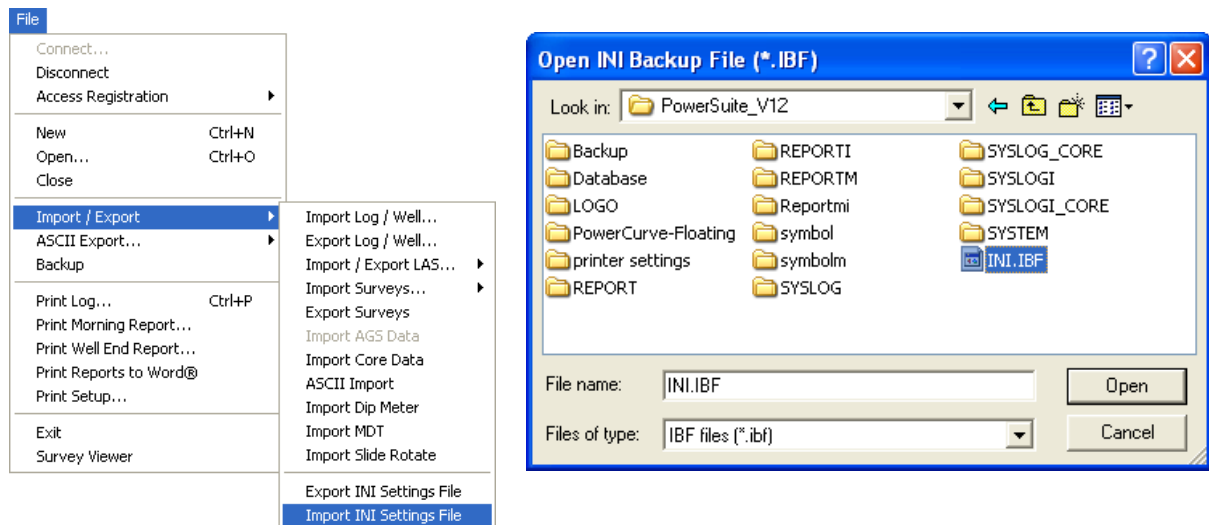 File
Connect...
Disconnect
Access Registration
New Ctrl+N
Open... Ctrl+O
Close
Import / Export
ASCII Export...
Backup
Print Log... Ctrl+P
Print Morning Report...
Print Well End Report...
Print Reports to Word®
Print Setup...
Exit
Survey Viewer
Import Log / Well...
Export Log / Well...
Import / Export LAS...
Import Surveys...
Export Surveys
Import AGS Data
Import Core Data
ASCII Import
Import Dip Meter
Import MDT
Import Slide Rotate
Export INI Settings File
Import INI Settings File
Open INI Backup File (*.IBF)
Look in: PowerSuite_V12
Backup REPORTI SYSLOG_CORE
Database REPORTM SYSLOGI
LOGO Reportmi SYSLOGI_CORE
PowerCurve-Floating symbol SYSTEM
printer settings symbolm INI.IBF
REPORT SYSLOG
File name: INI.IBF Open
Files of type: IBF files (*.ibf) Cancel